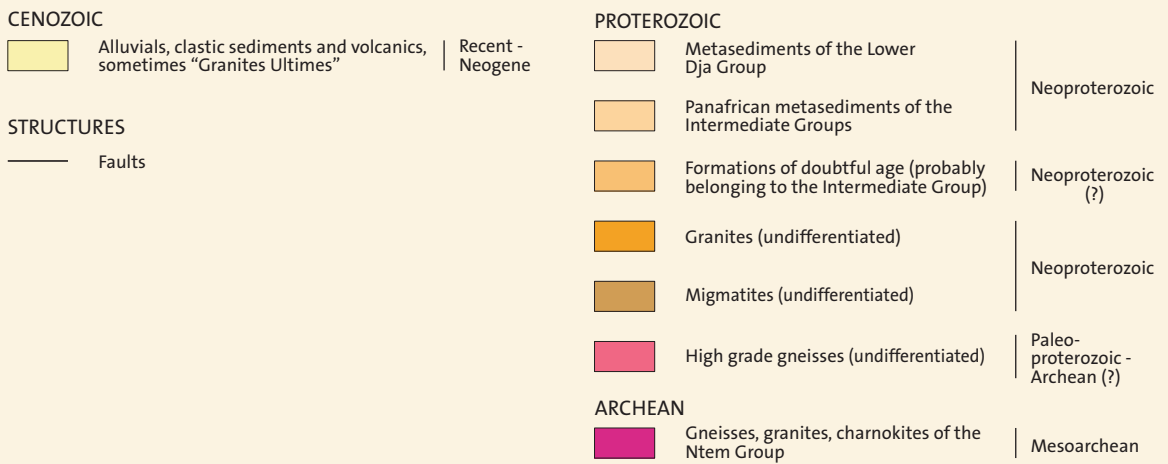 CENOZOIC
Alluvials, clastic sediments and volcanics,
sometimes “Granites Ultimes”
Recent -
Neogene
STRUCTURES
Faults
PROTEROZOIC
Metasediments of the Lower
Dja Group
Panafrican metasediments of the
Intermediate Groups
Neoproterozoic
Formations of doubtful age (probably
belonging to the Intermediate Group)
Neoproterozoic
(?)
Granites (undifferentiated)
Migmatites (undifferentiated)
Neoproterozoic
High grade gneisses (undifferentiated)
Paleo-
proterozoic -
Archean (?)
ARCHEAN
Gneisses, granites, charnokites of the
Ntem Group
Mesoarchean